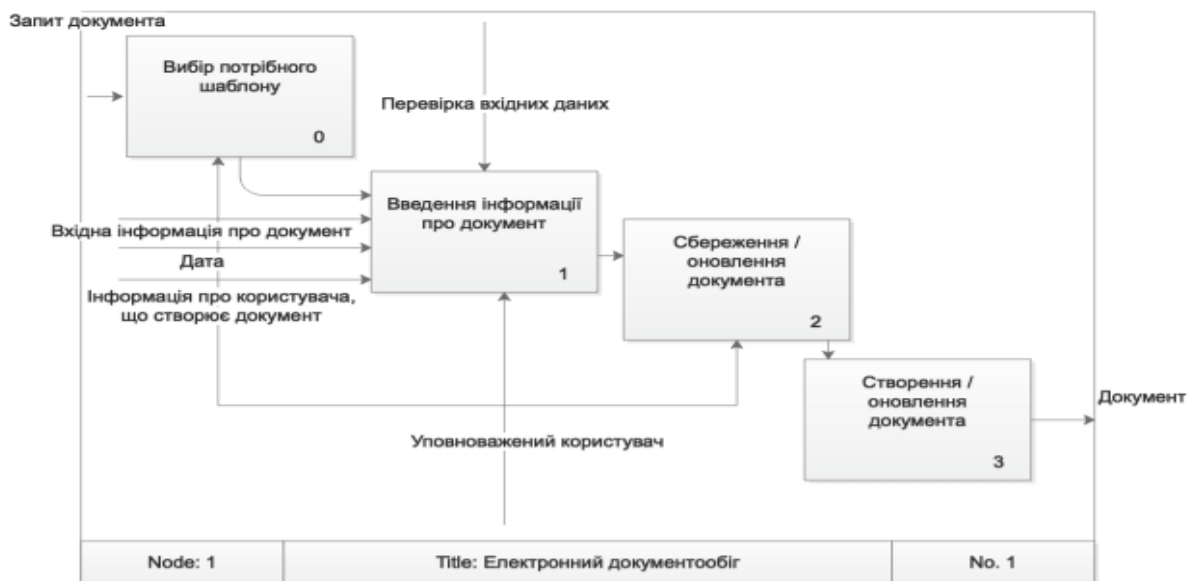 Запит документа
Вибір потрібного
шаблону
0
Перевірка вхідних даних
Введення інформації
про документ
1
Вхідна інформація про документ
Дата
Інформація про користувача,
що створює документ
Сбереження /
оновлення
документа
2
Створення /
оновлення
документа
3
Документ
Уповноважений користувач
Node: 1
Title: Електронний документообіг
No. 1